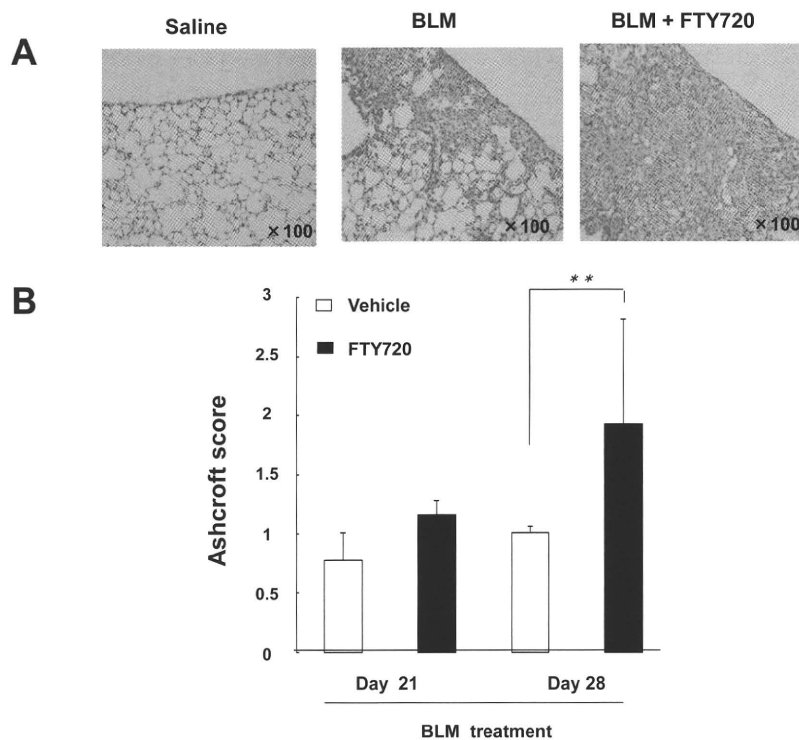 A
Saline
BLM
BLM + FTY720
×100
×100
×100
B
Vehicle
FTY720
**
Ashcroft score
3
2.5
2
1.5
1
0.5
0
Day 21
Day 28
BLM treatment